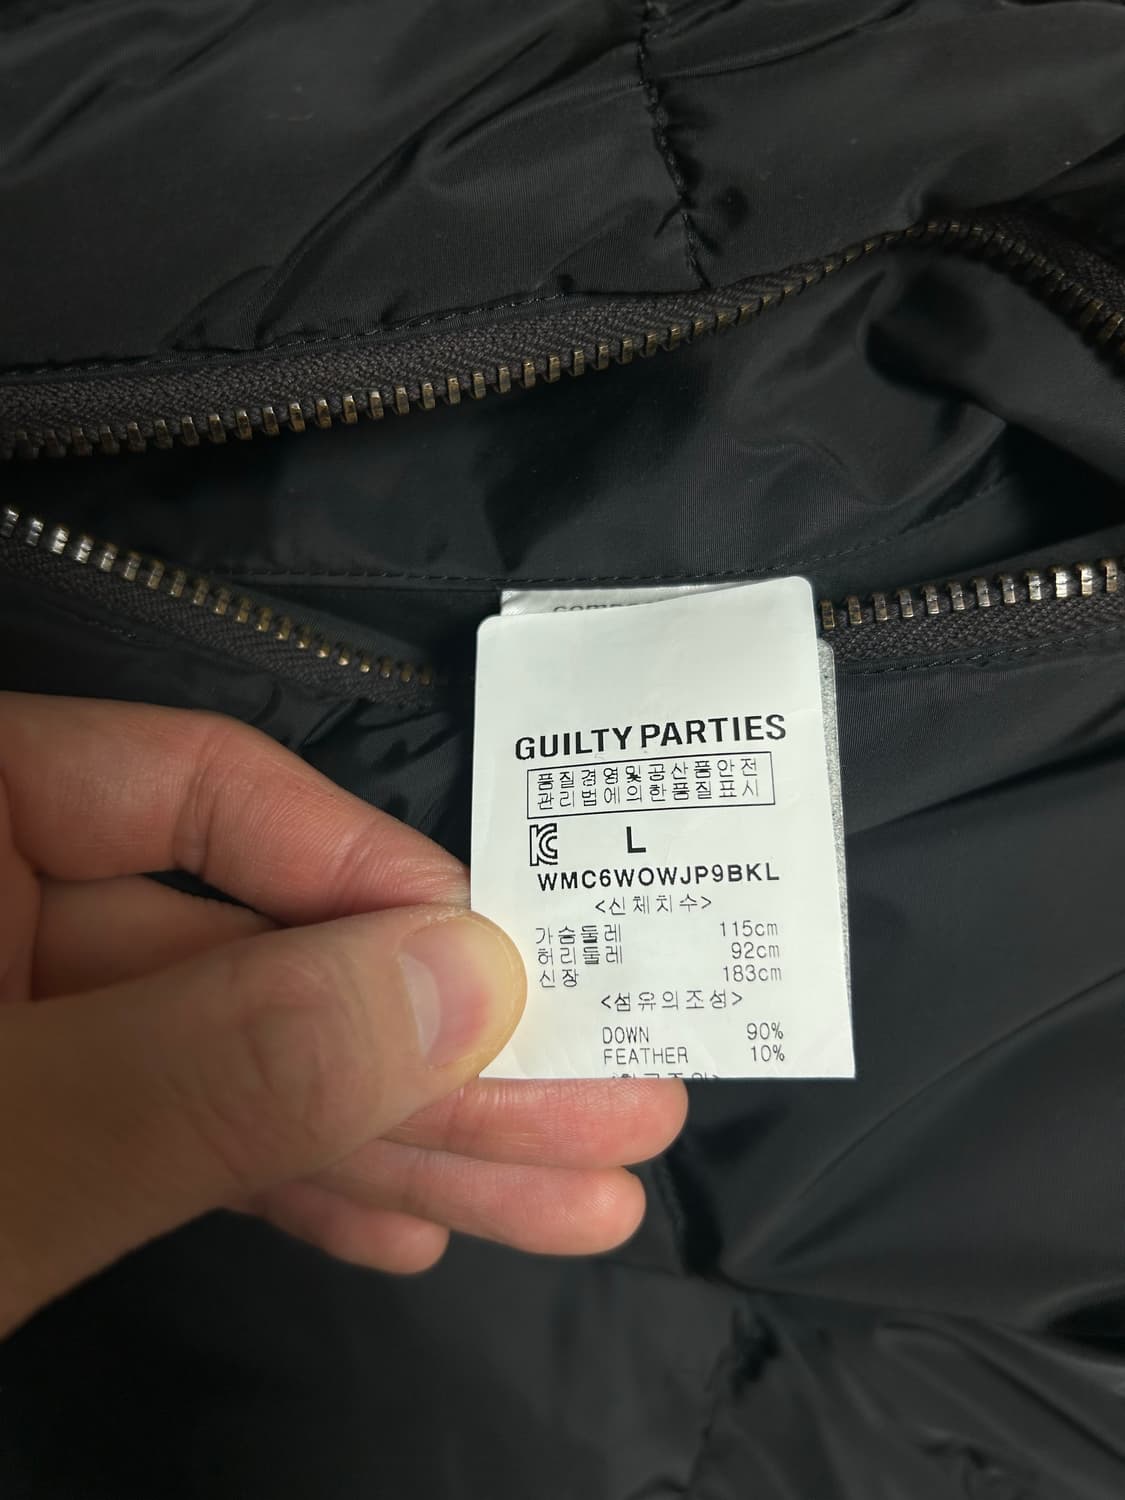 GUILTY PARTIES
품질경영및공산품안전
관리법에의한품질표시
L
WMC6WOWJP9BKL
<신체치수>
가슴둘레 115cm
허리둘레 92cm
신장 183cm
<섬유의조성>
DOWN 90%
FEATHER 10%